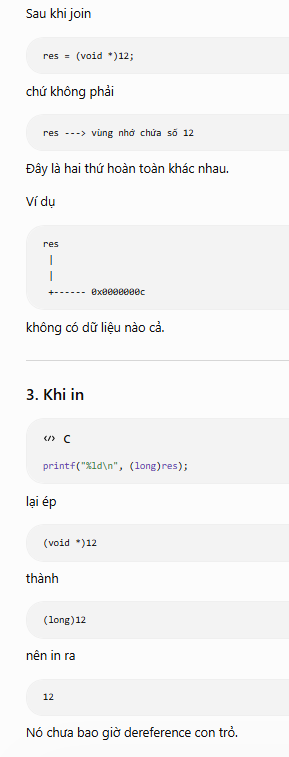 Sau khi join
res = (void *)12;
chứ không phải
res ---> vùng nhớ chứa số 12
Đây là hai thứ hoàn toàn khác nhau.
Ví dụ
res
|
|
+------ 0x0000000c
không có dữ liệu nào cả.
3. Khi in
</> C
printf("%ld\n", (long)res);
lại ép
(void *)12
thành
(long)12
nên in ra
12
Nó chưa bao giờ dereference con trỏ.